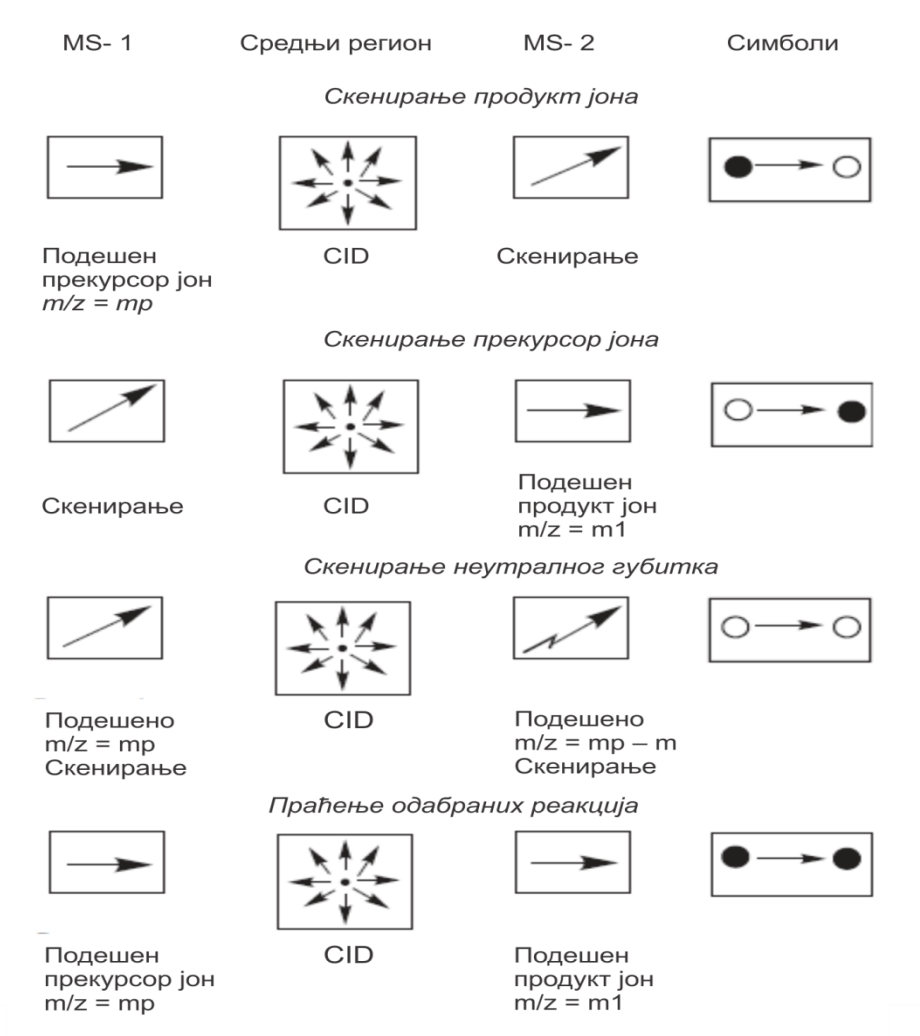 MS- 1 Средњи регион MS- 2 Симболи
Скенирање продукт јона
Подешен
прекурсор јон
m/z = mp
CID
Скенирање
Скенирање прекурсор јона
Скенирање
CID
Подешен
продукт јон
m/z = m1
Скенирање неутралног губитка
Подешено
m/z = mp
Скенирање
CID
Подешено
m/z = mp – m
Скенирање
Праћење одабраних реакција
Подешен
прекурсор јон
m/z = mp
CID
Подешен
продукт јон
m/z = m1